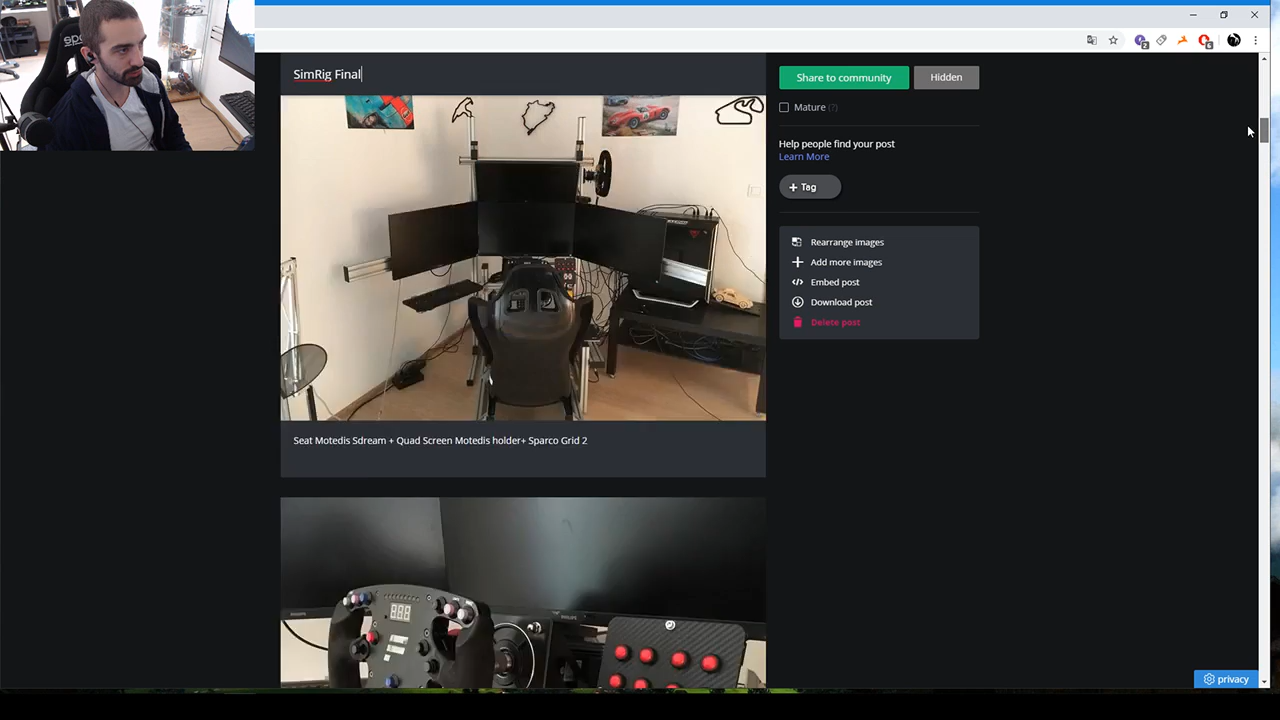 SimRig Final
Share to community
Hidden
Mature (?)
Help people find your post
Learn More
+ Tag
Rearrange images
Add more images
Embed post
Download post
Delete post
Seat Motedis Sdream + Quad Screen Motedis holder+ Sparco Grid 2
PHILIPS
privacy